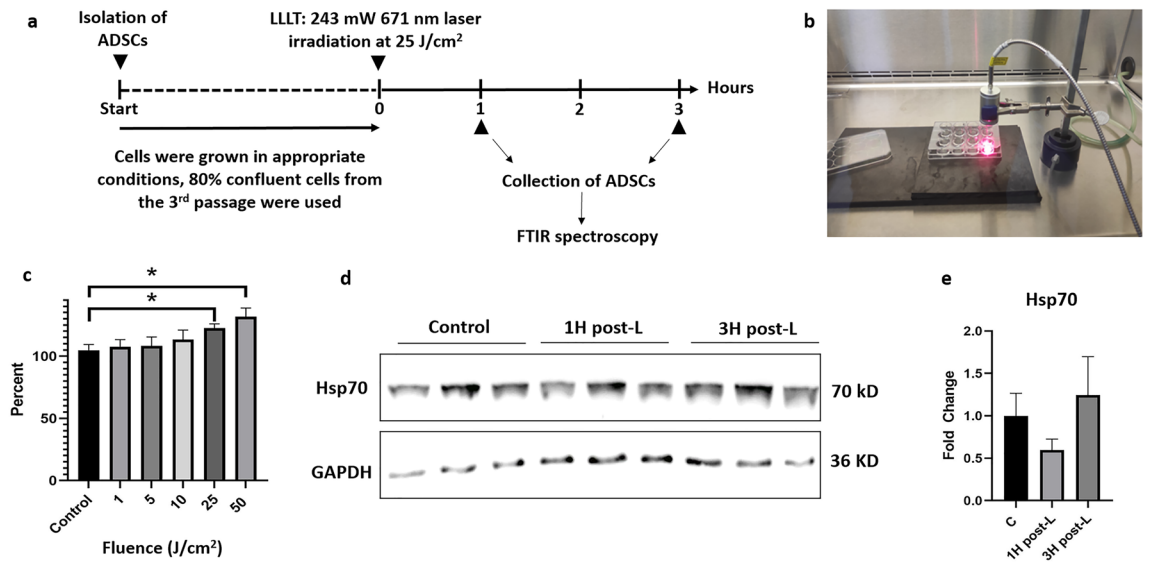 a
Isolation of
ADSCs
LLLT: 243 mW 671 nm laser
irradiation at 25 J/cm²
Start
0
1
2
3
Hours
Cells were grown in appropriate
conditions, 80% confluent cells from
the 3rd passage were used
Collection of ADSCs
FTIR spectroscopy
b
c
*
*
Percent
100
50
0
Control
1
5
10
25
50
Fluence (J/cm²)
d
Control
1H post-L
3H post-L
Hsp70
70 kD
GAPDH
36 KD
e
Hsp70
Fold Change
2.0
1.5
1.0
0.5
0.0
C
1H post-L
3H post-L